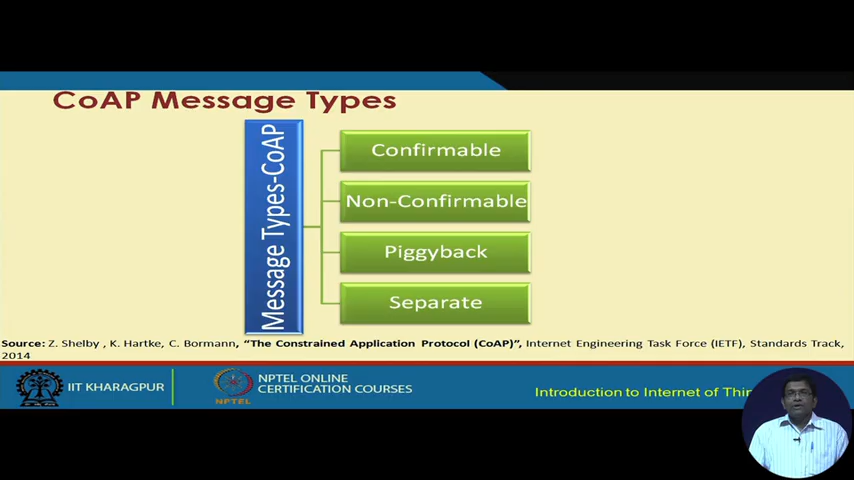 CoAP Message Types
Message Types-CoAP
Confirmable
Non-Confirmable
Piggyback
Separate
Source: Z. Shelby , K. Hartke, C. Bormann, “The Constrained Application Protocol (CoAP)”, Internet Engineering Task Force (IETF), Standards Track,
2014
IIT KHARAGPUR
NPTEL
NPTEL ONLINE
CERTIFICATION COURSES
Introduction to Internet of